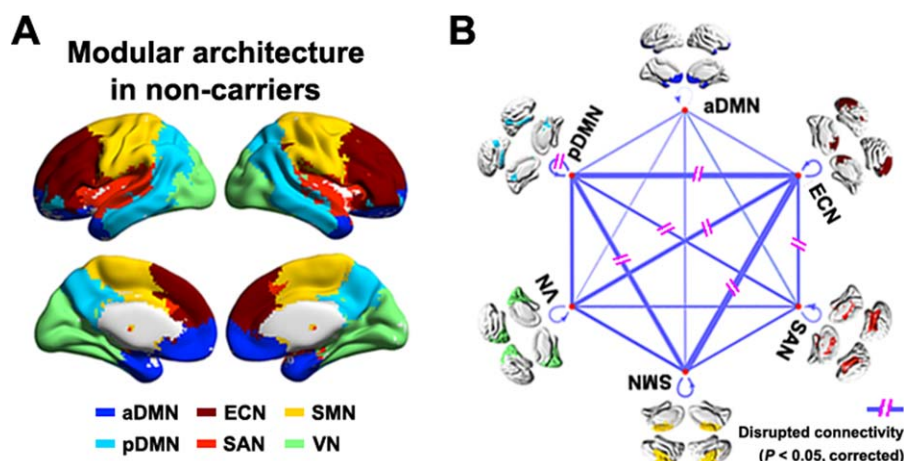 A
Modular architecture
in non-carriers
aDMN
ECN
SMN
pDMN
SAN
VN
B
aDMN
pDMN
ECN
VN
SAN
SMN
Disrupted connectivity
(P < 0.05, corrected)